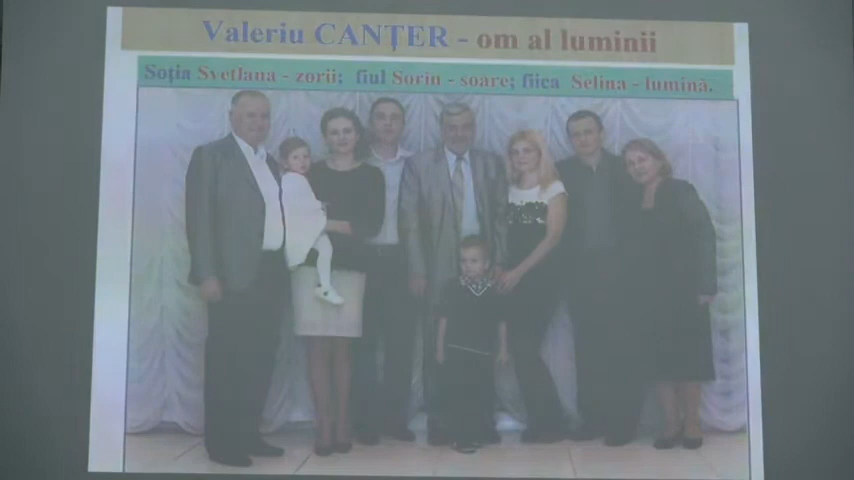 Valeriu CANȚER - om al luminii
Soția Svetlana - zorii; fiul Sorin - soare; fiica Selina - lumină.